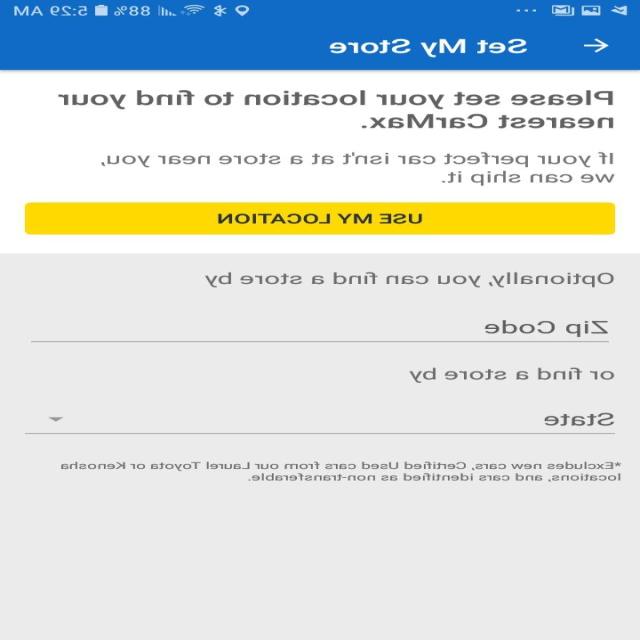 88% 5:29 AM
Set My Store
Please set your location to find your
nearest CarMax.
If your perfect car isn't at a store near you,
we can ship it.
USE MY LOCATION
Optionally, you can find a store by
Zip Code
or find a store by
State
*Excludes new cars, Certified Used cars from our Laurel Toyota or Kenosha
locations, and cars identified as non-transferable.